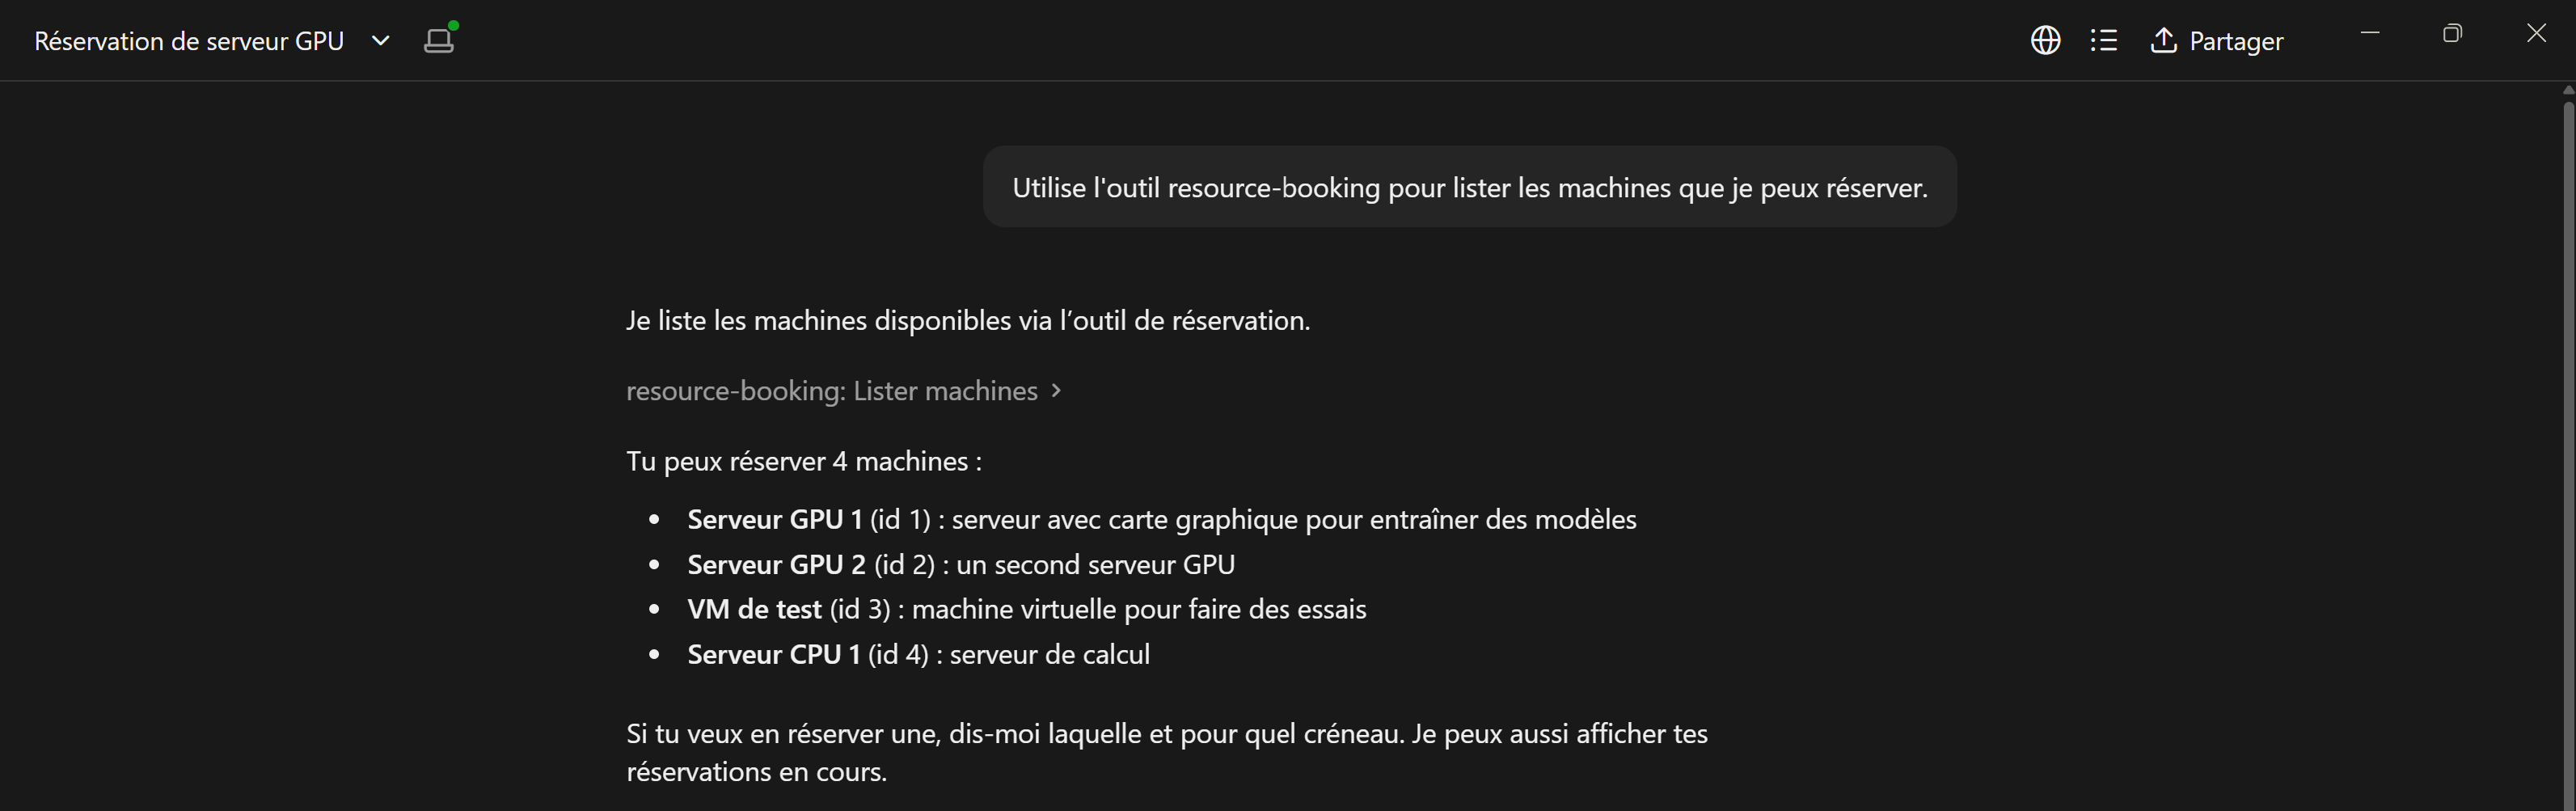 Réservation de serveur GPU
Partager
Utilise l'outil resource-booking pour lister les machines que je peux réserver.
Je liste les machines disponibles via l’outil de réservation.
resource-booking: Lister machines
Tu peux réserver 4 machines :
• Serveur GPU 1 (id 1) : serveur avec carte graphique pour entraîner des modèles
• Serveur GPU 2 (id 2) : un second serveur GPU
• VM de test (id 3) : machine virtuelle pour faire des essais
• Serveur CPU 1 (id 4) : serveur de calcul
Si tu veux en réserver une, dis-moi laquelle et pour quel créneau. Je peux aussi afficher tes
réservations en cours.